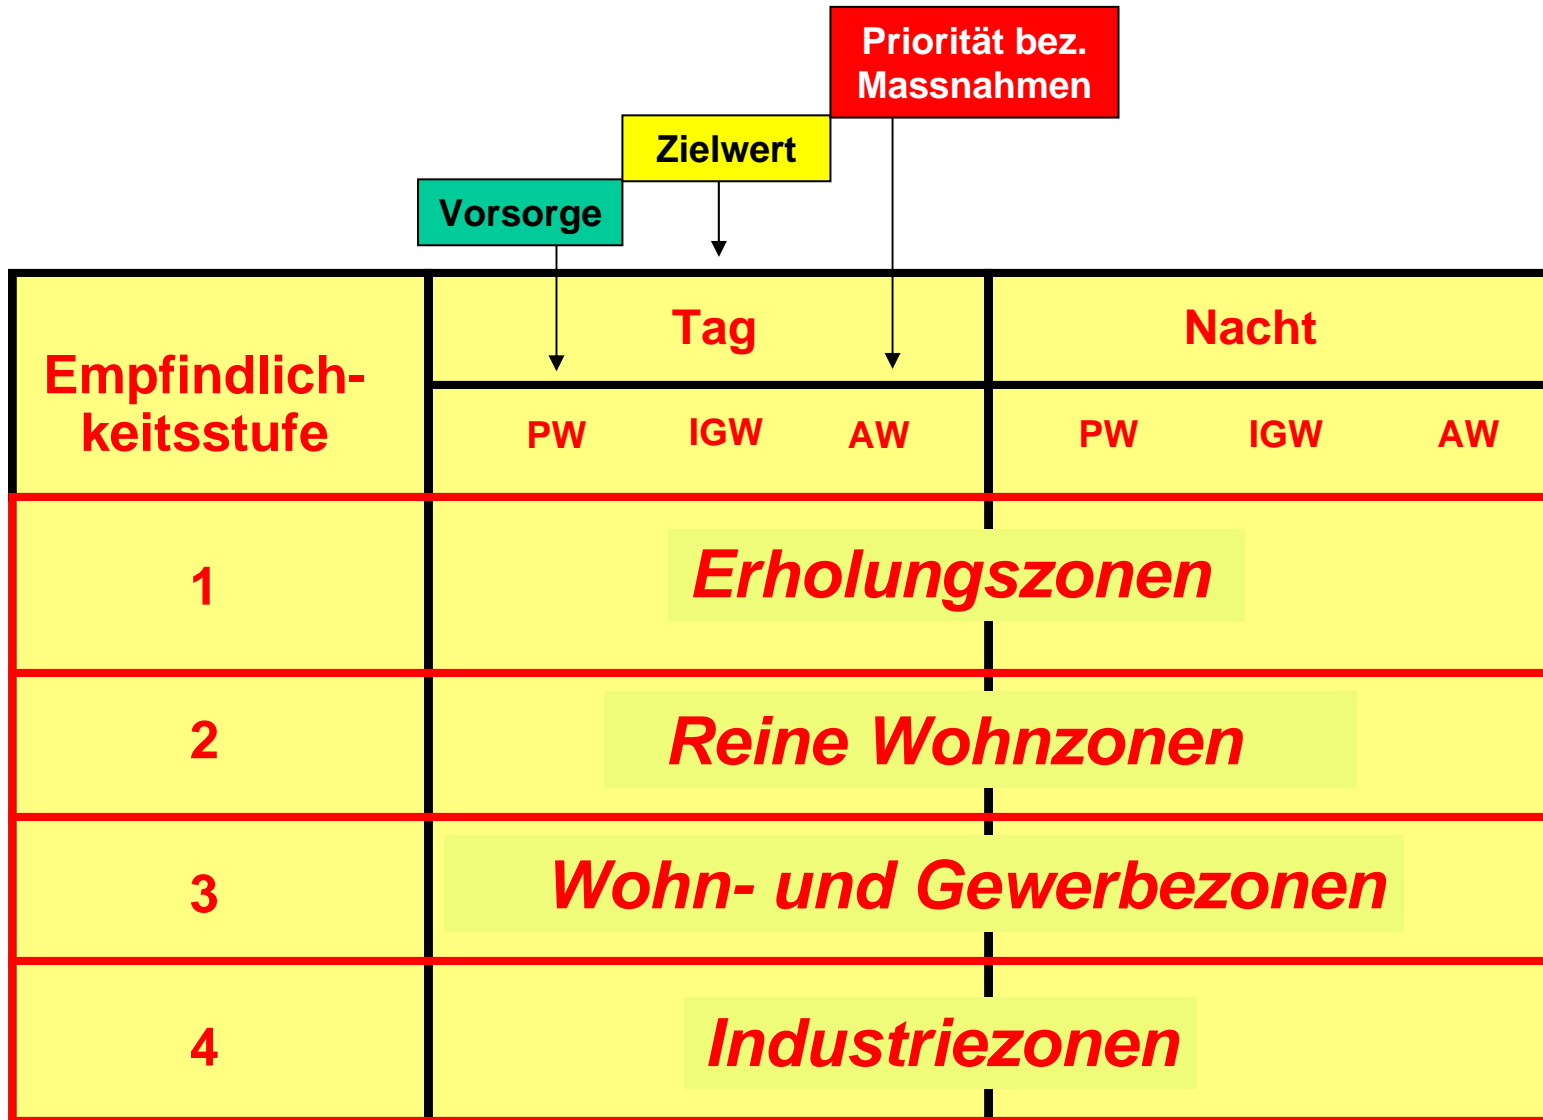 Priorität bez.
Massnahmen
Zielwert
Vorsorge
Empfindlich-
keitsstufe
Tag
Nacht
PW IGW AW PW IGW AW
1 Erholungszonen
2 Reine Wohnzonen
3 Wohn- und Gewerbezonen
4 Industriezonen